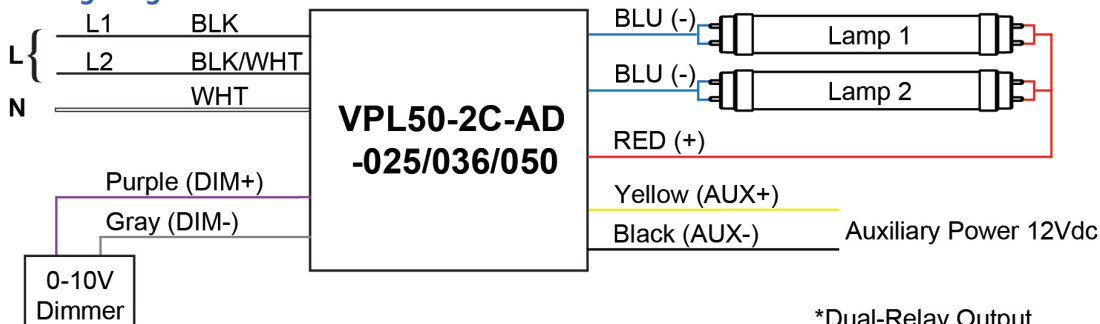 L1 BLK
L
L2 BLK/WHT
N
WHT
VPL50-2C-AD
-025/036/050
Purple (DIM+)
Gray (DIM-)
0-10V
Dimmer
BLU (-)
Lamp 1
BLU (-)
Lamp 2
RED (+)
Yellow (AUX+)
Black (AUX-)
Auxiliary Power 12Vdc
*Dual-Relay Output